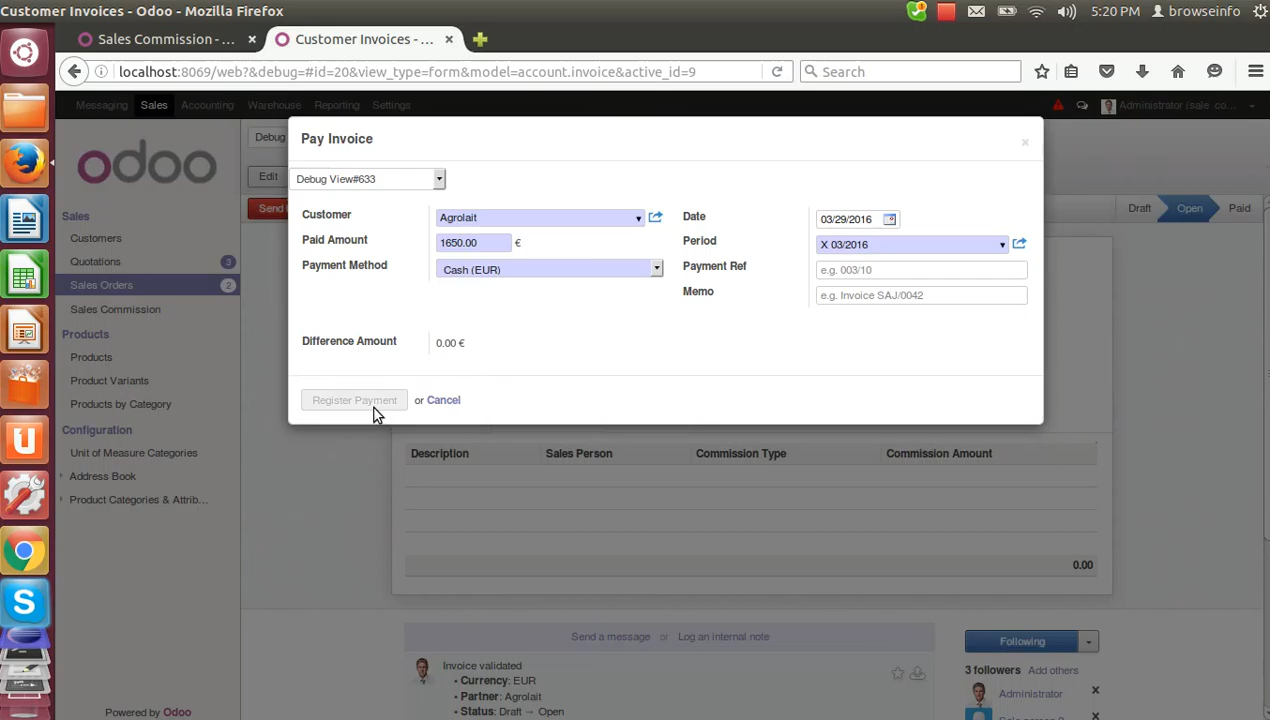 Customer Invoices - Odoo - Mozilla Firefox
5:20 PM
browseinfo
Sales Commission - ...
Customer Invoices - ...
localhost:8069/web?&debug=#id=20&view_type=form&model=account.invoice&active_id=9
Search
Messaging
Sales
Accounting
Warehouse
Reporting
Settings
Administrator (sale_co...
odoo
Debug
Edit
Send
Draft
Open
Paid
Sales
Customers
Quotations
3
Sales Orders
2
Sales Commission
Products
Products
Product Variants
Products by Category
Configuration
Unit of Measure Categories
Address Book
Product Categories & Attrib...
Powered by Odoo
Pay Invoice
×
Debug View#633
Customer
Agrolait
Paid Amount
1650.00 €
Payment Method
Cash (EUR)
Date
03/29/2016
Period
X 03/2016
Payment Ref
e.g. 003/10
Memo
e.g. Invoice SAJ/0042
Difference Amount
0.00 €
Register Payment or Cancel
Description
Sales Person
Commission Type
Commission Amount
0.00
Send a message or Log an internal note
Invoice validated
• Currency: EUR
• Partner: Agrolait
• Status: Draft → Open
Following
3 followers
Add others
Administrator